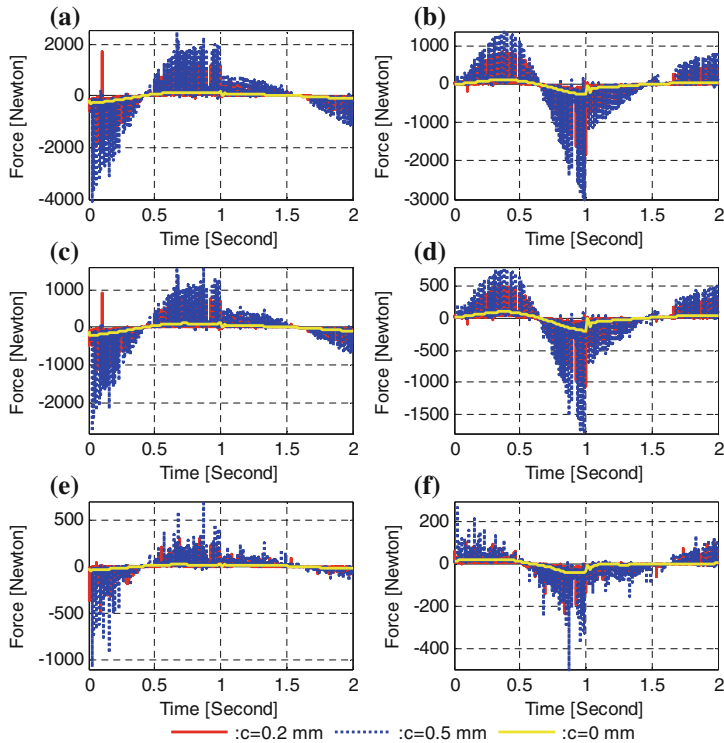 (a)
Force [Newton]
2000
0
-2000
-4000
0 0.5 1 1.5 2
Time [Second]
(b)
Force [Newton]
1000
0
-1000
-2000
-3000
0 0.5 1 1.5 2
Time [Second]
(c)
Force [Newton]
1000
0
-1000
-2000
0 0.5 1 1.5 2
Time [Second]
(d)
Force [Newton]
500
0
-500
-1000
-1500
0 0.5 1 1.5 2
Time [Second]
(e)
Force [Newton]
500
0
-500
-1000
0 0.5 1 1.5 2
Time [Second]
(f)
Force [Newton]
200
0
-200
-400
0 0.5 1 1.5 2
Time [Second]
:c=0.2 mm :c=0.5 mm :c=0 mm